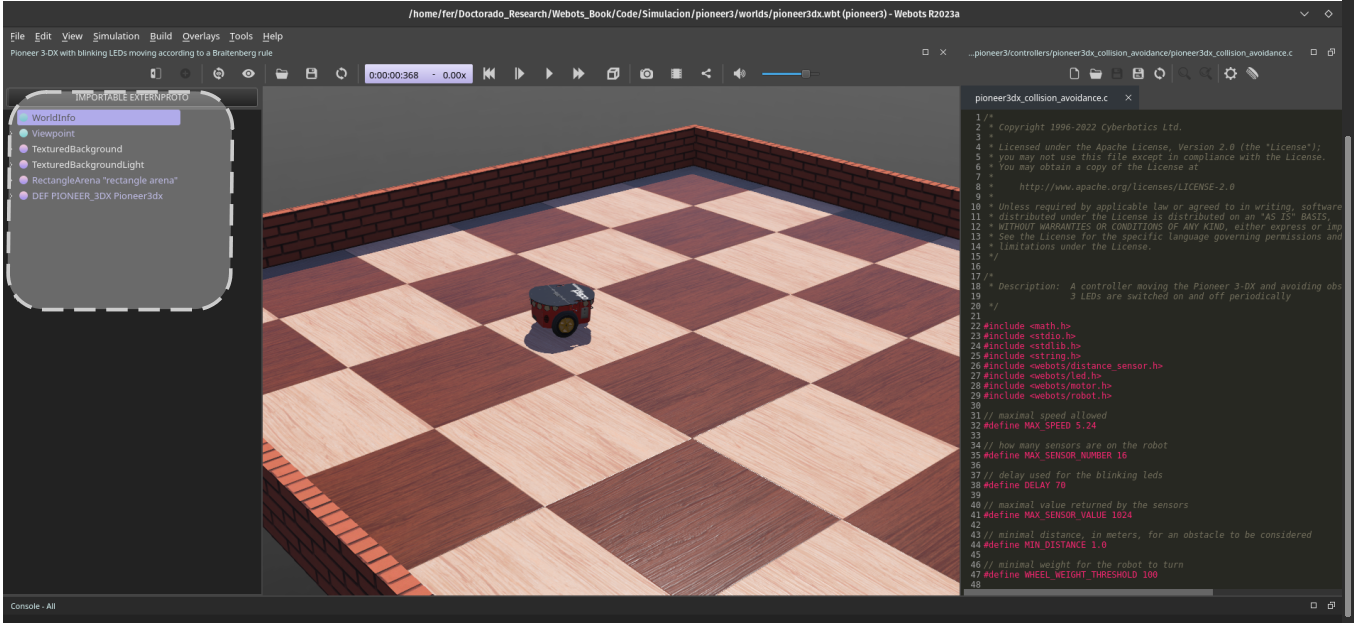 /home/fer/Doctorado_Research/Webots_Book/Code/Simulacion/pioneer3/worlds/pioneer3dx.wbt (pioneer3) - Webots R2023a
File Edit View Simulation Build Overlays Tools Help
Pioneer 3-DX with blinking LEDs moving according to a Braitenberg rule
...pioneer3/controllers/pioneer3dx_collision_avoidance/pioneer3dx_collision_avoidance.c
0:00:00:368 - 0.00x
IMPORTABLE EXTERNPROTO
WorldInfo
Viewpoint
TexturedBackground
TexturedBackgroundLight
RectangleArena "rectangle arena"
DEF PIONEER_3DX Pioneer3dx
pioneer3dx_collision_avoidance.c
1 /*
2 * Copyright 1996-2022 Cyberbotics Ltd.
3 *
4 * Licensed under the Apache License, Version 2.0 (the "License");
5 * you may not use this file except in compliance with the License.
6 * You may obtain a copy of the License at
7 *
8 * http://www.apache.org/licenses/LICENSE-2.0
9 *
10 * Unless required by applicable law or agreed to in writing, software
11 * distributed under the License is distributed on an "AS IS" BASIS,
12 * WITHOUT WARRANTIES OR CONDITIONS OF ANY KIND, either express or imp
13 * See the License for the specific language governing permissions and
14 * limitations under the License.
15 */
16
17 /*
18 * Description: A controller moving the Pioneer 3-DX and avoiding obs
19 3 LEDs are switched on and off periodically
20 */
21
22 #include <math.h>
23 #include <stdio.h>
24 #include <stdlib.h>
25 #include <string.h>
26 #include <webots/distance_sensor.h>
27 #include <webots/led.h>
28 #include <webots/motor.h>
29 #include <webots/robot.h>
30
31 // maximal speed allowed
32 #define MAX_SPEED 5.24
33
34 // how many sensors are on the robot
35 #define MAX_SENSOR_NUMBER 16
36
37 // delay used for the blinking leds
38 #define DELAY 70
39
40 // maximal value returned by the sensors
41 #define MAX_SENSOR_VALUE 1024
42
43 // minimal distance, in meters, for an obstacle to be considered
44 #define MIN_DISTANCE 1.0
45
46 // minimal weight for the robot to turn
47 #define WHEEL_WEIGHT_THRESHOLD 100
48
Console - All